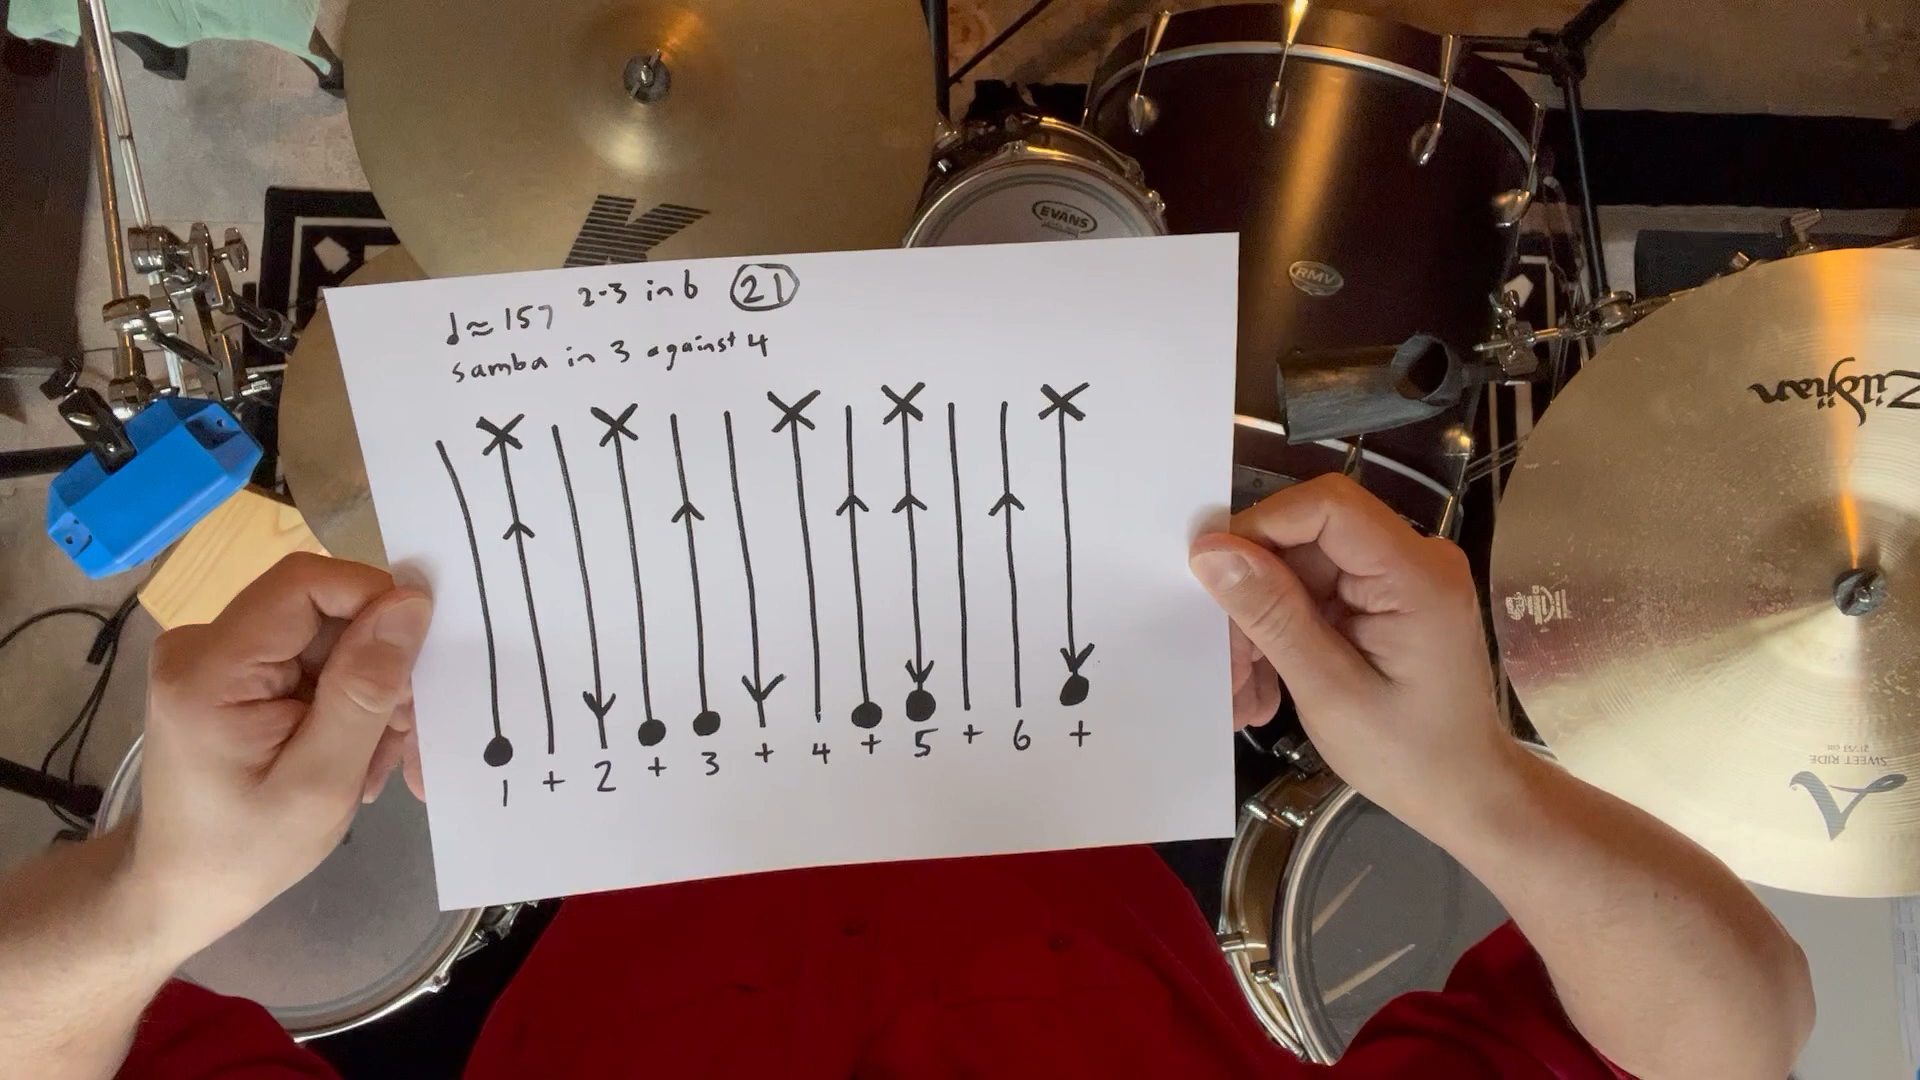 K
EVANS
RMV
♩≈157 2-3 in 6 21
samba in 3 against 4
1 + 2 + 3 + 4 + 5 + 6 +
Zildjian
SWEET RIDE
A